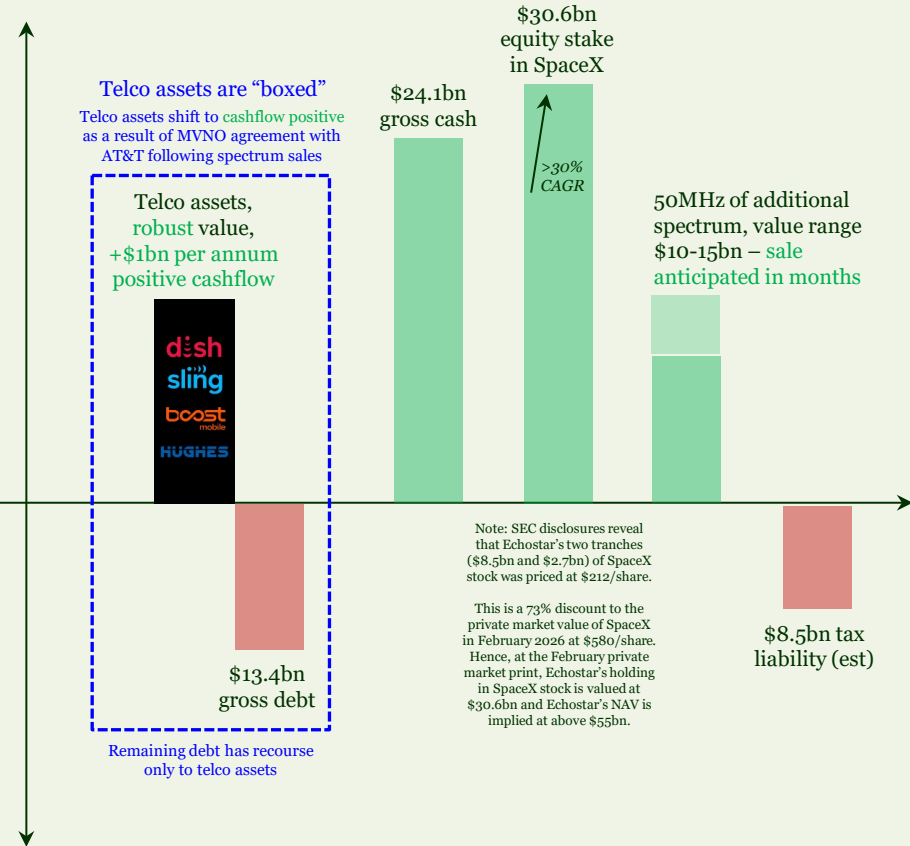 $30.6bn
equity stake
in SpaceX
Telco assets are “boxed”
Telco assets shift to cashflow positive
as a result of MVNO agreement with
AT&T following spectrum sales
$24.1bn
gross cash
>30%
CAGR
Telco assets,
robust value,
+$1bn per annum
positive cashflow
50MHz of additional
spectrum, value range
$10-15bn – sale
anticipated in months
dish
sling
boost
mobile
HUGHES
$13.4bn
gross debt
Remaining debt has recourse
only to telco assets
Note: SEC disclosures reveal
that Echostar’s two tranches
($8.5bn and $2.7bn) of SpaceX
stock was priced at $212/share.
This is a 73% discount to the
private market value of SpaceX
in February 2026 at $580/share.
Hence, at the February private
market print, Echostar’s holding
in SpaceX stock is valued at
$30.6bn and Echostar’s NAV is
implied at above $55bn.
$8.5bn tax
liability (est)